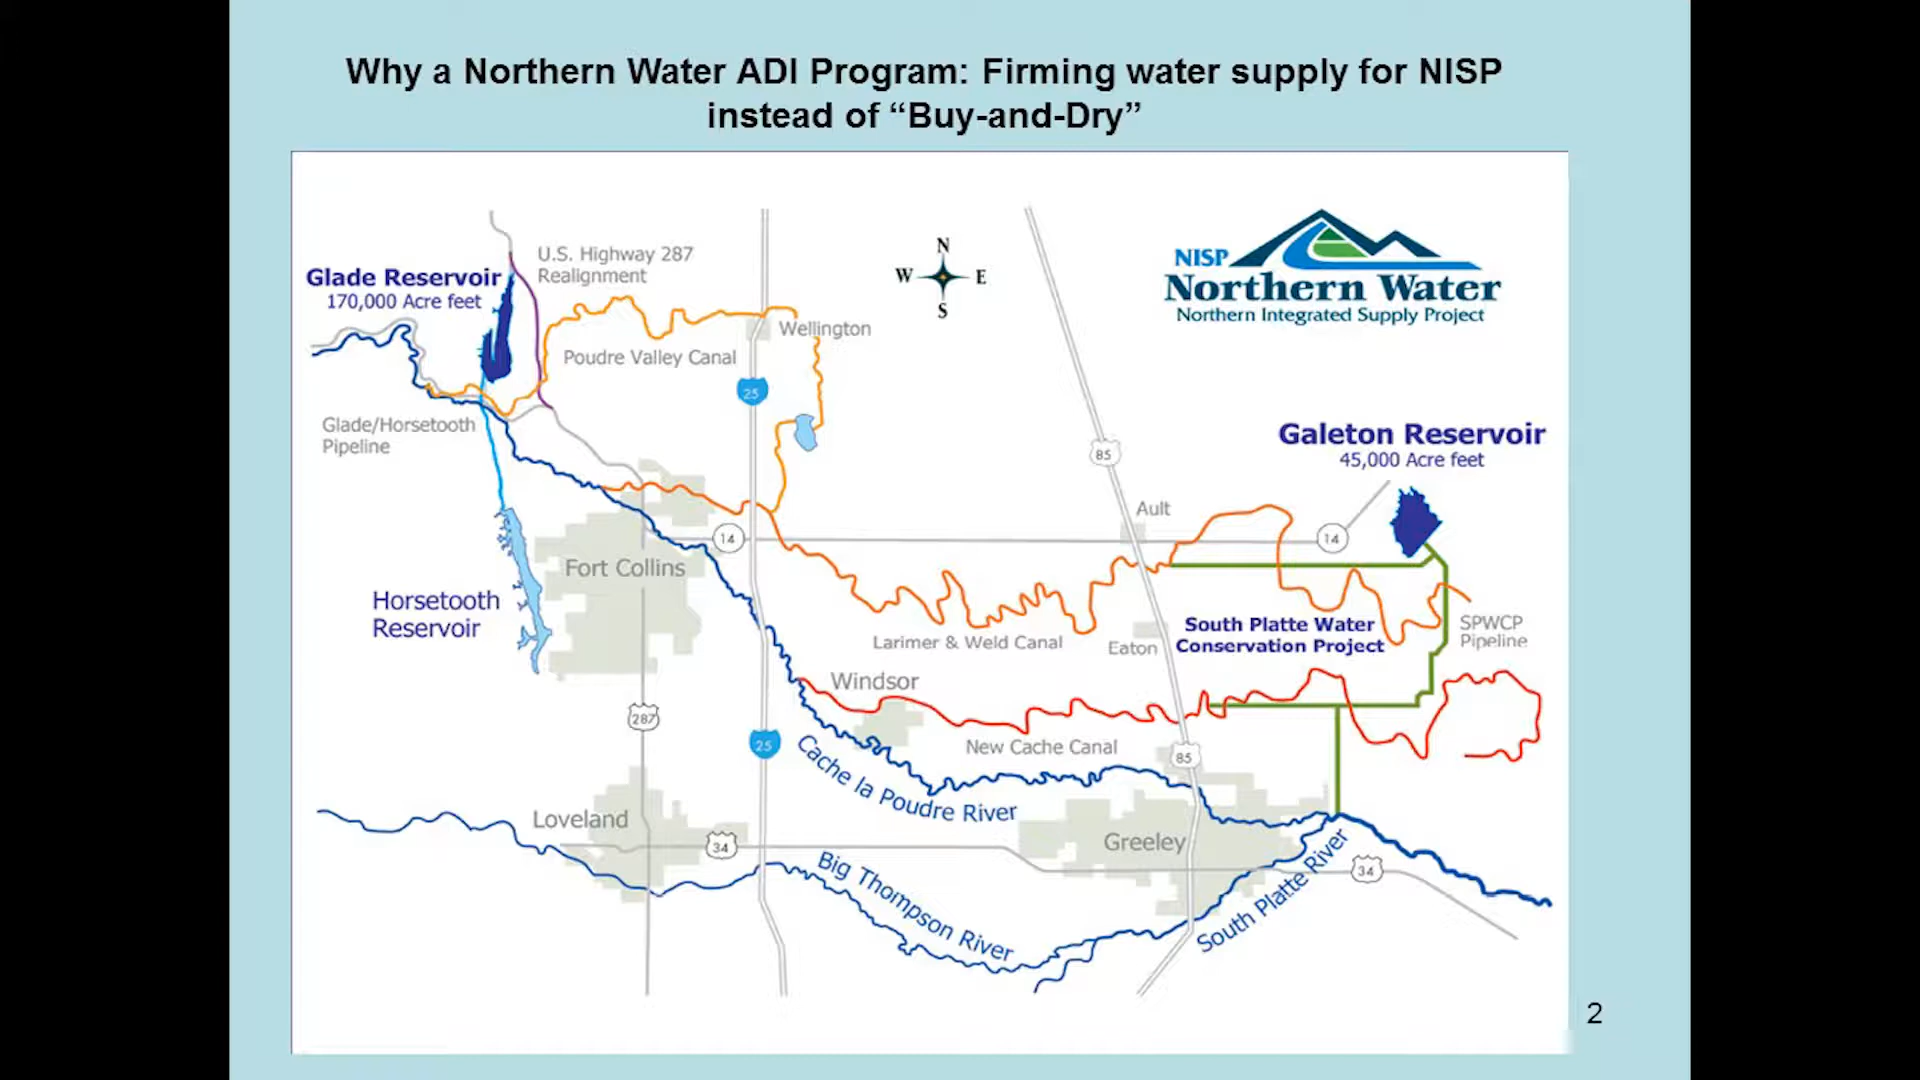 Why a Northern Water ADI Program: Firming water supply for NISP
instead of “Buy-and-Dry”
N
W E
S
NISP
Northern Water
Northern Integrated Supply Project
U.S. Highway 287
Realignment
Glade Reservoir
170,000 Acre feet
Wellington
Poudre Valley Canal
25
Glade/Horsetooth
Pipeline
85
Galeton Reservoir
45,000 Acre feet
Ault
14
14
Fort Collins
Horsetooth
Reservoir
South Platte Water
Conservation Project
SPWCP
Pipeline
Larimer & Weld Canal
Eaton
Windsor
287
25
New Cache Canal
85
Cache la Poudre River
Loveland
34
Greeley
Big Thompson River
South Platte River
34
2